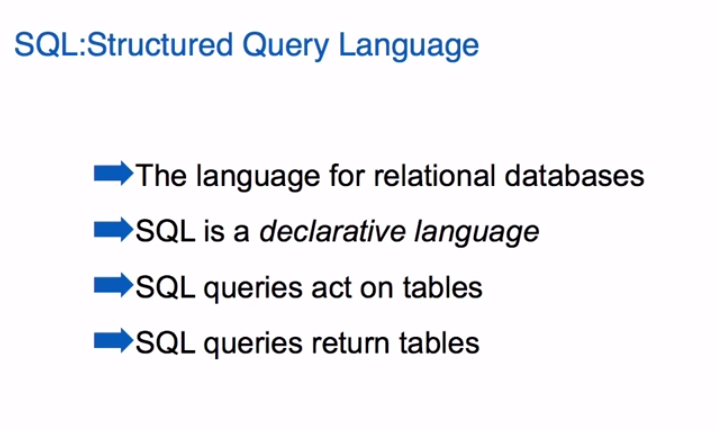 SQL:Structured Query Language
The language for relational databases
SQL is a declarative language
SQL queries act on tables
SQL queries return tables